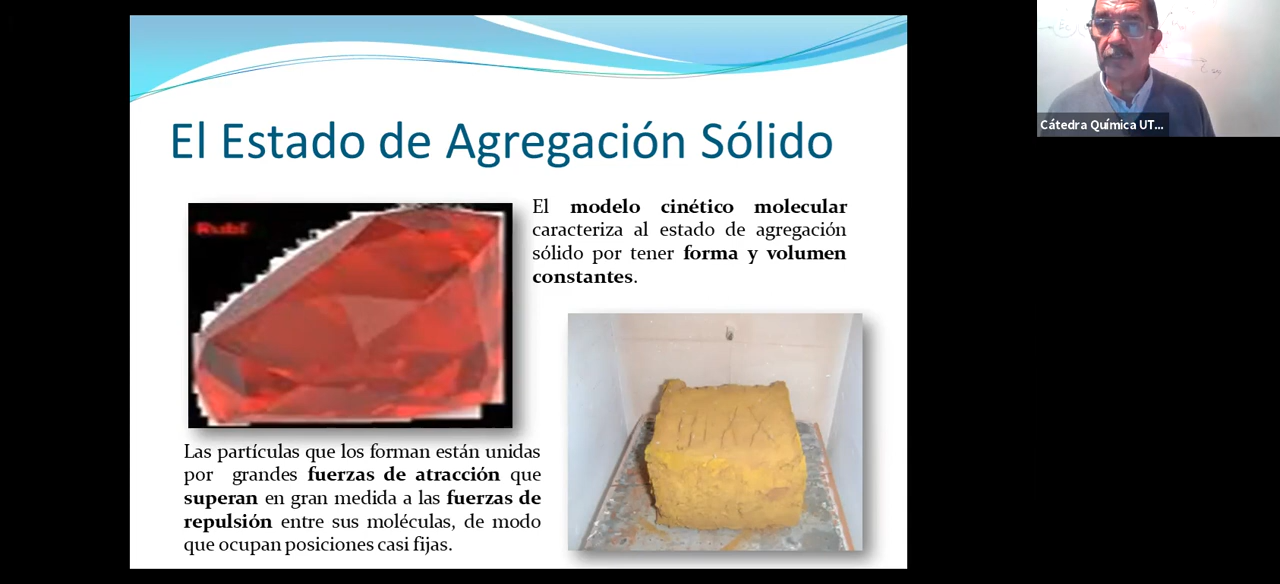 El Estado de Agregación Sólido
Rubí
El modelo cinético molecular
caracteriza al estado de agregación
sólido por tener forma y volumen
constantes.
Las partículas que los forman están unidas
por grandes fuerzas de atracción que
superan en gran medida a las fuerzas de
repulsión entre sus moléculas, de modo
que ocupan posiciones casi fijas.
Cátedra Química UT...